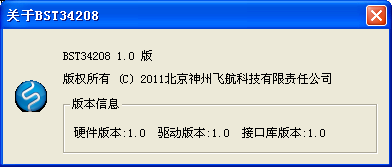 关于BST34208
BST34208 1.0 版
版权所有 (C) 2011北京神州飞航科技有限责任公司
版本信息
硬件版本:1.0 驱动版本:1.0 接口库版本:1.0